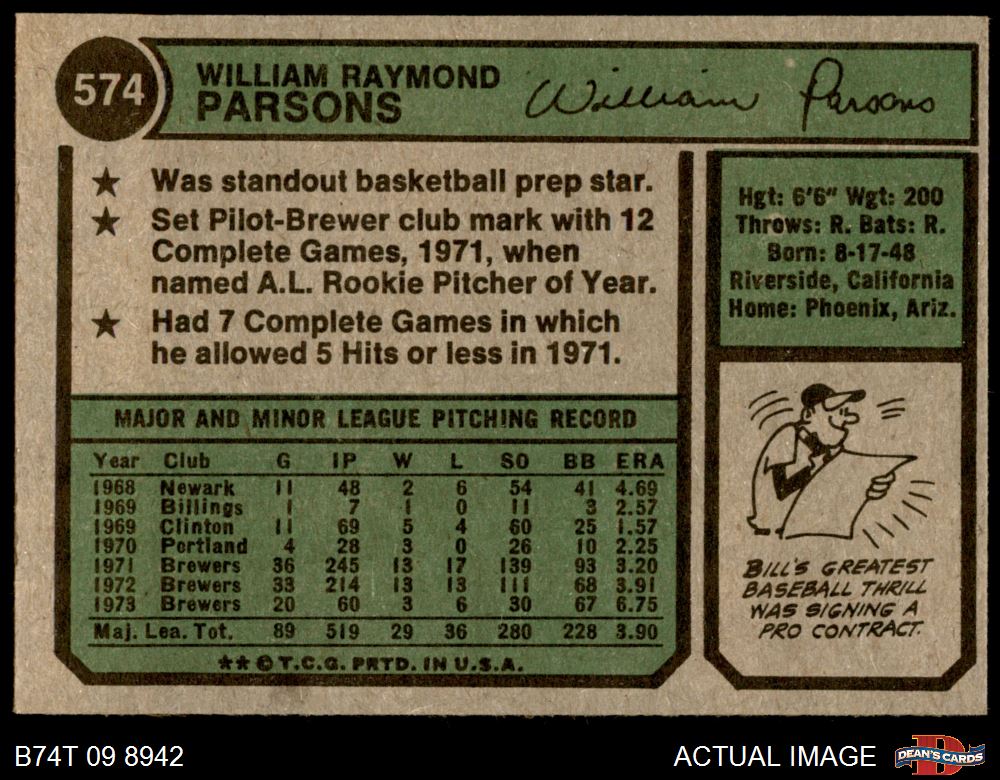 574
WILLIAM RAYMOND
PARSONS
William Parsons
★ Was standout basketball prep star.
★ Set Pilot-Brewer club mark with 12
Complete Games, 1971, when
named A.L. Rookie Pitcher of Year.
★ Had 7 Complete Games in which
he allowed 5 Hits or less in 1971.
Hgt: 6'6" Wgt: 200
Throws: R. Bats: R.
Born: 8-17-48
Riverside, California
Home: Phoenix, Ariz.
MAJOR AND MINOR LEAGUE PITCHING RECORD
Year Club G IP W L SO BB ERA
1968 Newark 11 48 2 6 54 41 4.69
1969 Billings 1 7 1 0 11 3 2.57
1969 Clinton 11 69 5 4 60 25 1.57
1970 Portland 4 28 3 0 26 10 2.25
1971 Brewers 36 245 13 17 139 93 3.20
1972 Brewers 33 214 13 13 111 68 3.91
1973 Brewers 20 60 3 6 30 67 6.75
Maj. Lea. Tot. 89 519 29 36 280 228 3.90
★★ © T.C.G. PRTD. IN U.S.A.
BILL'S GREATEST
BASEBALL THRILL
WAS SIGNING A
PRO CONTRACT.
B74T 09 8942
ACTUAL IMAGE
D
DEAN'S CARDS